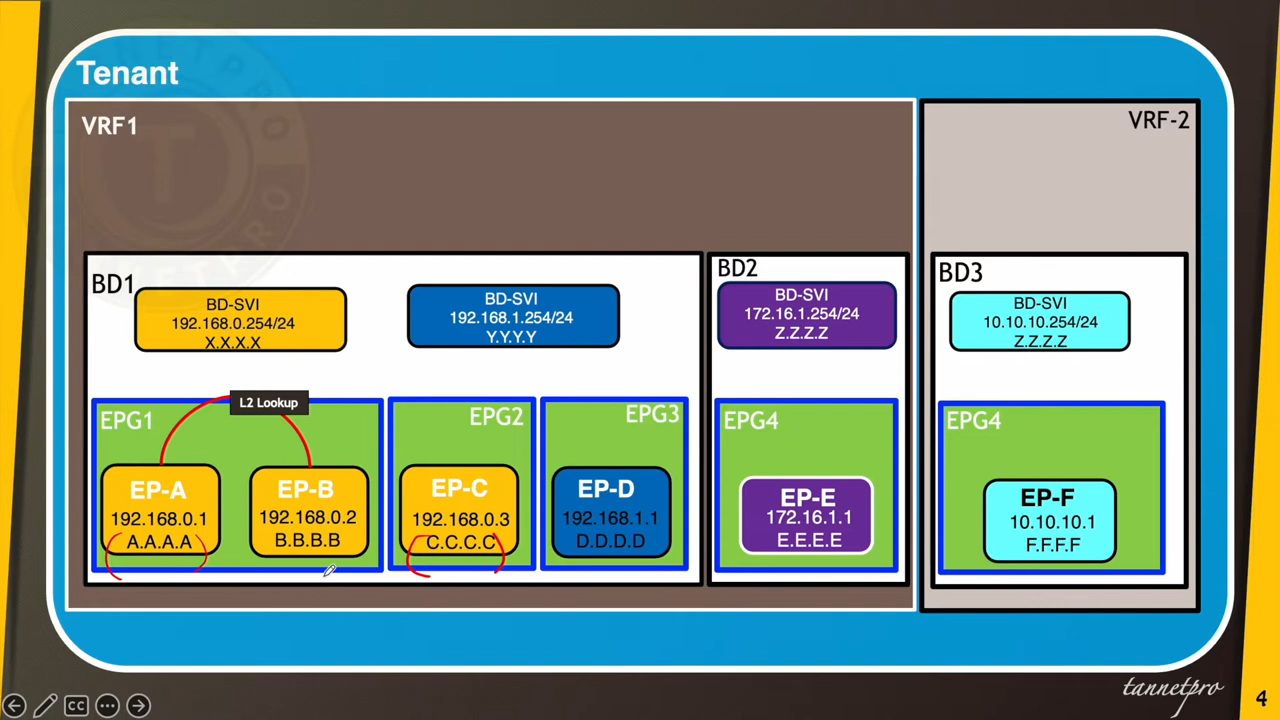 Tenant
VRF1
VRF-2
BD1
BD-SVI
192.168.0.254/24
X.X.X.X
BD-SVI
192.168.1.254/24
Y.Y.Y.Y
BD2
BD-SVI
172.16.1.254/24
Z.Z.Z.Z
BD3
BD-SVI
10.10.10.254/24
Z.Z.Z.Z
L2 Lookup
EPG1
EP-A
192.168.0.1
A.A.A.A
EP-B
192.168.0.2
B.B.B.B
EPG2
EP-C
192.168.0.3
C.C.C.C
EPG3
EP-D
192.168.1.1
D.D.D.D
EPG4
EP-E
172.16.1.1
E.E.E.E
EPG4
EP-F
10.10.10.1
F.F.F.F
tannetpro
4
CC